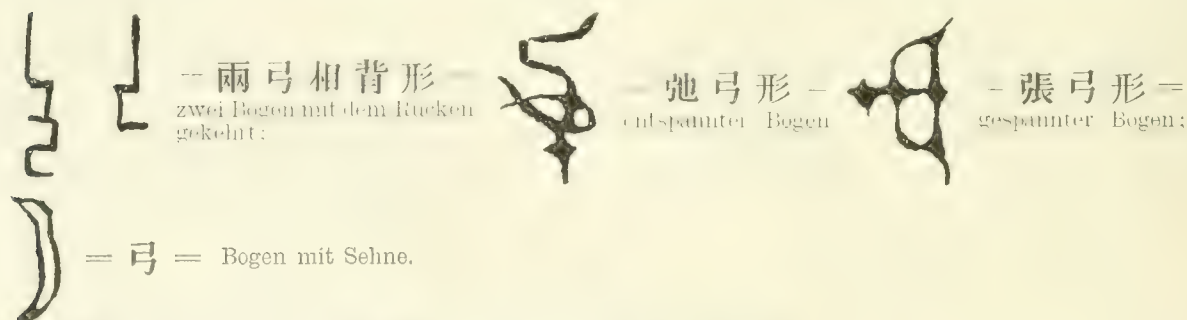 = 兩弓相背形 =
zwei Bogen mit dem Rücken
gekehrt;
= 弛弓形 =
entspannter Bogen
= 張弓形 =
gespannter Bogen;
= 弓 = Bogen mit Sehne.